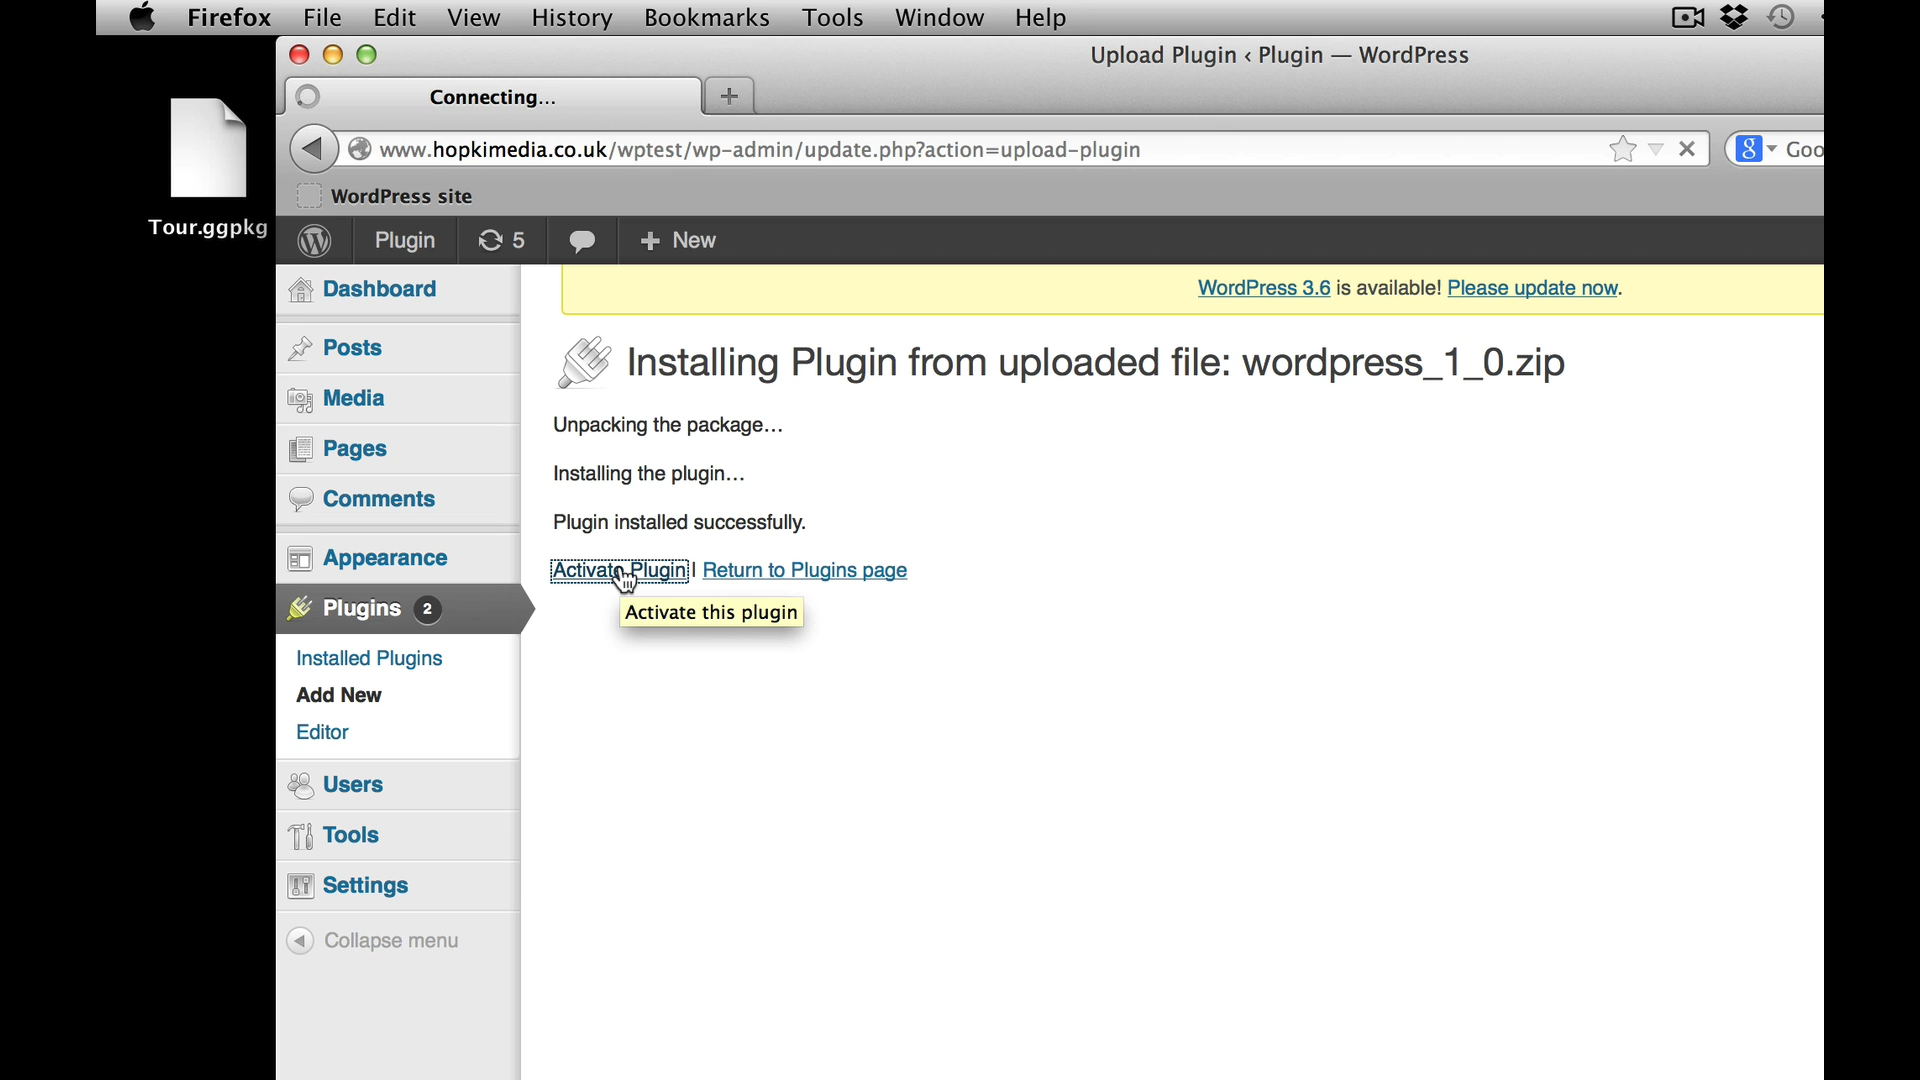 Firefox File Edit View History Bookmarks Tools Window Help
Upload Plugin ‹ Plugin — WordPress
Connecting...
www.hopkimedia.co.uk/wptest/wp-admin/update.php?action=upload-plugin
Goo
WordPress site
Tour.ggpkg
Plugin 5 New
Dashboard
WordPress 3.6 is available! Please update now.
Posts
Installing Plugin from uploaded file: wordpress_1_0.zip
Media
Unpacking the package…
Pages
Installing the plugin…
Comments
Plugin installed successfully.
Appearance
Activate Plugin | Return to Plugins page
Plugins 2
Activate this plugin
Installed Plugins
Add New
Editor
Users
Tools
Settings
Collapse menu